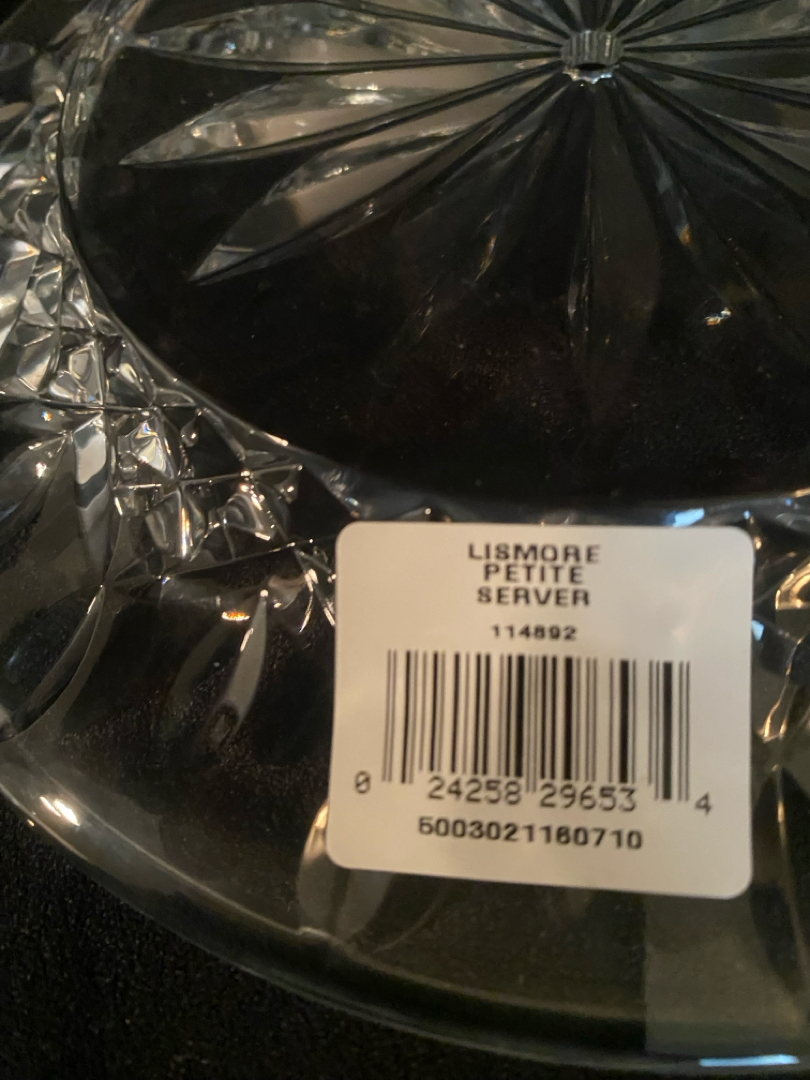 LISMORE
PETITE
SERVER
114892
0 24258 29653 4
5003021160710